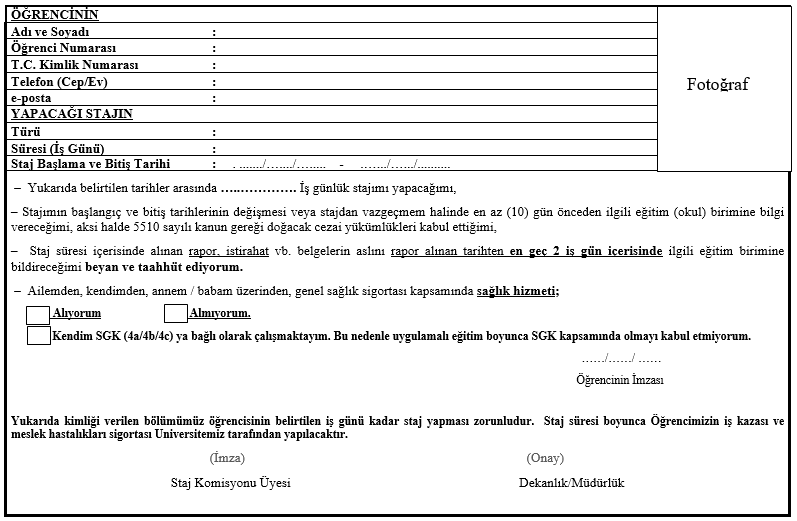 ÖĞRENCİNİN
Adı ve Soyadı :
Öğrenci Numarası :
T.C. Kimlik Numarası :
Telefon (Cep/Ev) :
e-posta :
Fotoğraf
YAPACAĞI STAJIN
Türü :
Süresi (İş Günü) :
Staj Başlama ve Bitiş Tarihi : . ......./…..../…..... - ….…/….../..........
– Yukarıda belirtilen tarihler arasında …..…………. İş günlük stajımı yapacağımı,
– Stajımın başlangıç ve bitiş tarihlerinin değişmesi veya stajdan vazgeçmem halinde en az (10) gün önceden ilgili eğitim (okul) birimine bilgi
vereceğimi, aksi halde 5510 sayılı kanun gereği doğacak cezai yükümlükleri kabul ettiğimi,
– Staj süresi içerisinde alınan rapor, istirahat vb. belgelerin aslını rapor alınan tarihten en geç 2 iş gün içerisinde ilgili eğitim birimine
bildireceğimi beyan ve taahhüt ediyorum.
– Ailemden, kendimden, annem / babam üzerinden, genel sağlık sigortası kapsamında sağlık hizmeti;
Alıyorum Almıyorum.
Kendim SGK (4a/4b/4c) ya bağlı olarak çalışmaktayım. Bu nedenle uygulamalı eğitim boyunca SGK kapsamında olmayı kabul etmiyorum.
……/……/ ……
Öğrencinin İmzası
Yukarıda kimliği verilen bölümümüz öğrencisinin belirtilen iş günü kadar staj yapması zorunludur. Staj süresi boyunca Öğrencimizin iş kazası ve
meslek hastalıkları sigortası Universitemiz tarafından yapılacaktır.
(İmza) (Onay)
Staj Komisyonu Üyesi Dekanlık/Müdürlük